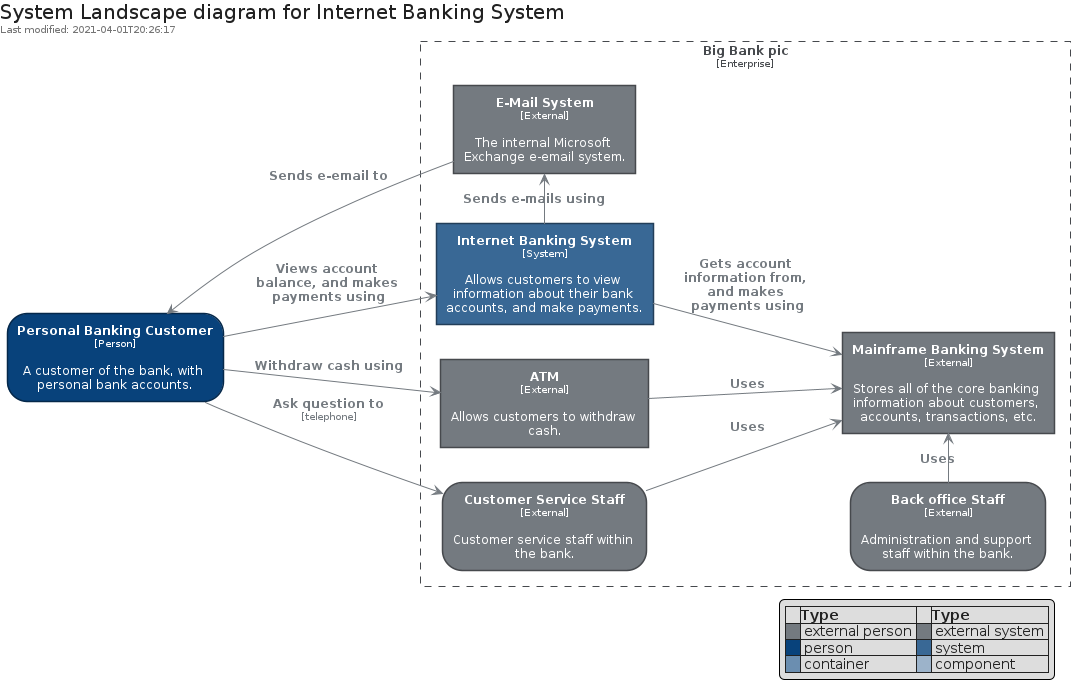 System Landscape diagram for Internet Banking System
Last modified: 2021-04-01T20:26:17
Big Bank pic
[Enterprise]
E-Mail System
[External]
The internal Microsoft
Exchange e-email system.
Sends e-email to
Sends e-mails using
Internet Banking System
[System]
Allows customers to view
information about their bank
accounts, and make payments.
Views account
balance, and makes
payments using
Gets account
information from,
and makes
payments using
Personal Banking Customer
[Person]
A customer of the bank, with
personal bank accounts.
Mainframe Banking System
[External]
Stores all of the core banking
information about customers,
accounts, transactions, etc.
Withdraw cash using
ATM
[External]
Allows customers to withdraw
cash.
Uses
Ask question to
[telephone]
Uses
Uses
Customer Service Staff
[External]
Customer service staff within
the bank.
Back office Staff
[External]
Administration and support
staff within the bank.
Type Type
external person external system
person system
container component